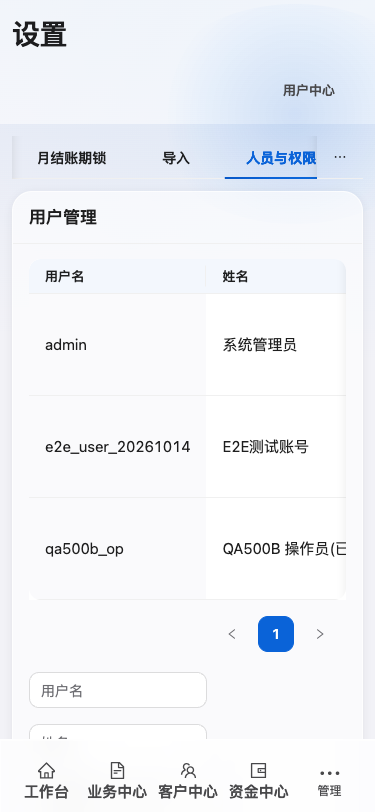 设置
用户中心
月结账期锁 导入 人员与权限 ···
用户管理
用户名 姓名
admin 系统管理员
e2e_user_20261014 E2E测试账号
qa500b_op QA500B 操作员(已
< 1 >
用户名
工作台 业务中心 客户中心 资金中心 管理